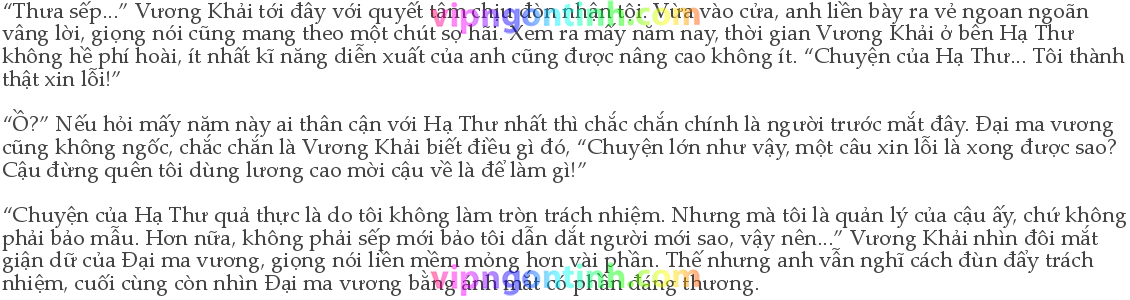 “Thưa sếp...” Vương Khải tới đây với quyết tâm chịu đòn nhận tội. Vừa vào cửa, anh liền bày ra vẻ ngoan ngoãn
vâng lời, giọng nói cũng mang theo một chút sợ hãi. Xem ra mấy năm nay, thời gian Vương Khải ở bên Hạ Thư
không hề phí hoài, ít nhất kĩ năng diễn xuất của anh cũng được nâng cao không ít. “Chuyện của Hạ Thư... Tôi thành
thật xin lỗi!”
“Ồ?” Nếu hỏi mấy năm này ai thân cận với Hạ Thư nhất thì chắc chắn chính là người trước mắt đây. Đại ma vương
cũng không ngốc, chắc chắn là Vương Khải biết điều gì đó, “Chuyện lớn như vậy, một câu xin lỗi là xong được sao?
Cậu đừng quên tôi dùng lương cao mời cậu về là để làm gì!”
“Chuyện của Hạ Thư quả thực là do tôi không làm tròn trách nhiệm. Nhưng mà tôi là quản lý của cậu ấy, chứ không
phải bảo mẫu. Hơn nữa, không phải sếp mới bảo tôi dẫn dắt người mới sao, vậy nên...” Vương Khải nhìn đôi mắt
giận dữ của Đại ma vương, giọng nói liền mềm mỏng hơn vài phần. Thế nhưng anh vẫn nghĩ cách đùn đẩy trách
nhiệm, cuối cùng còn nhìn Đại ma vương bằng ánh mắt có phần đáng thương.
vipngontinh.com
vipngontinh.com